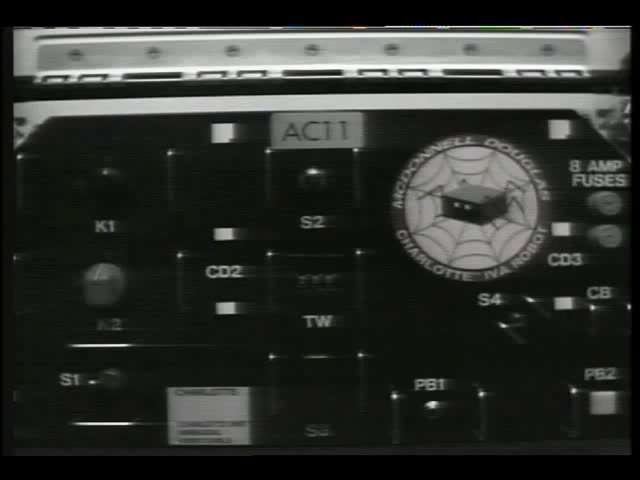 AC11
MCDONNELL DOUGLAS
CHARLOTTE IVA ROBOT
8 AMP
FUSES
K1
S2
CD2
CD3
K2
TW
S4
CB
S1
PB1
PB2
CHARLOTTE